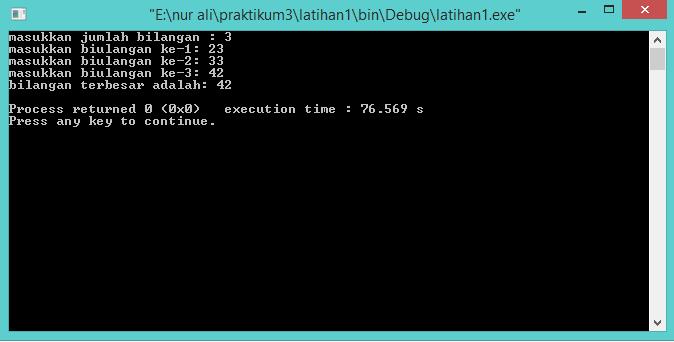 "E:\nur ali\praktikum3\latihan1\bin\Debug\latihan1.exe"
masukkan jumlah bilangan : 3
masukkan biulangan ke-1: 23
masukkan biulangan ke-2: 33
masukkan biulangan ke-3: 42
bilangan terbesar adalah: 42
Process returned 0 (0x0)   execution time : 76.569 s
Press any key to continue.